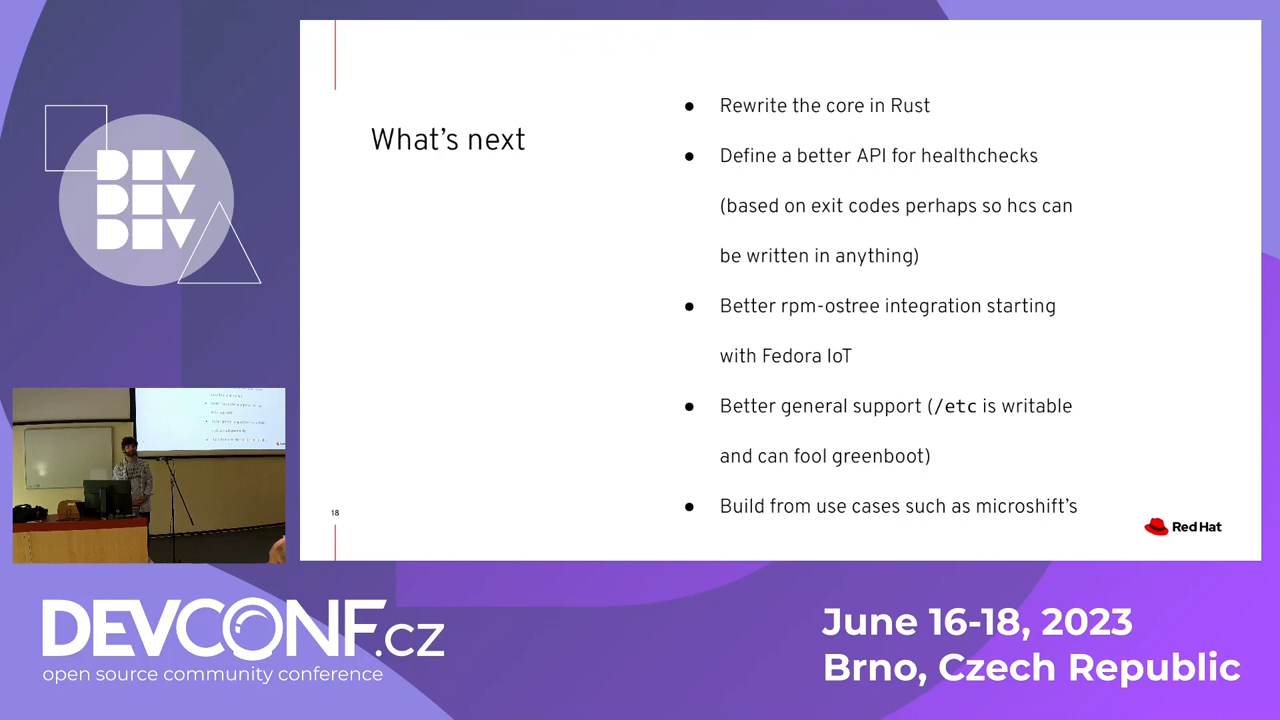 What's next
● Rewrite the core in Rust
● Define a better API for healthchecks
(based on exit codes perhaps so hcs can
be written in anything)
● Better rpm-ostree integration starting
with Fedora IoT
● Better general support (/etc is writable
and can fool greenboot)
● Build from use cases such as microshift's
18
Red Hat
DEV
DEV
DEV
DEVCONF.cz
open source community conference
June 16-18, 2023
Brno, Czech Republic